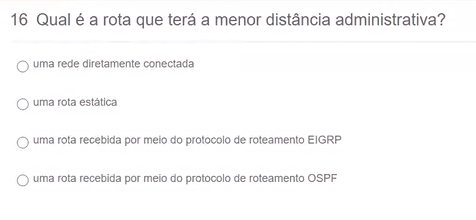 16 Qual é a rota que terá a menor distância administrativa?
uma rede diretamente conectada
uma rota estática
uma rota recebida por meio do protocolo de roteamento EIGRP
uma rota recebida por meio do protocolo de roteamento OSPF